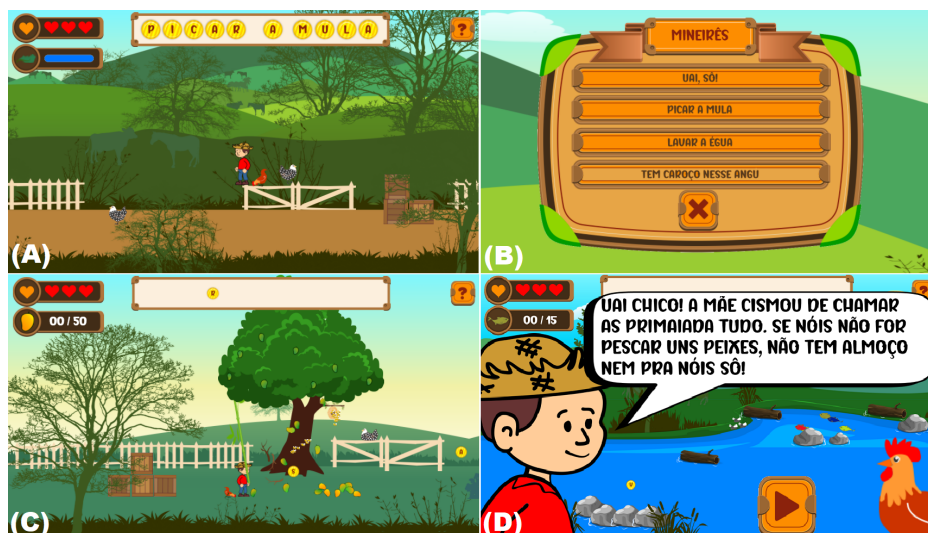 PICAR A MULA
?
(A)
MINEIRÊS
UAI, SÔ!
PICAR A MULA
LAVAR A ÉGUA
TEM CAROÇO NESSE ANGU
(B)
00 / 50
R
?
A
(C)
?
00 / 15
UAI CHICO! A MÃE CISMOU DE CHAMAR
AS PRIMAIADA TUDO. SE NÓIS NÃO FOR
PESCAR UNS PEIXES, NÃO TEM ALMOÇO
NEM PRA NÓIS SÔ!
(D)